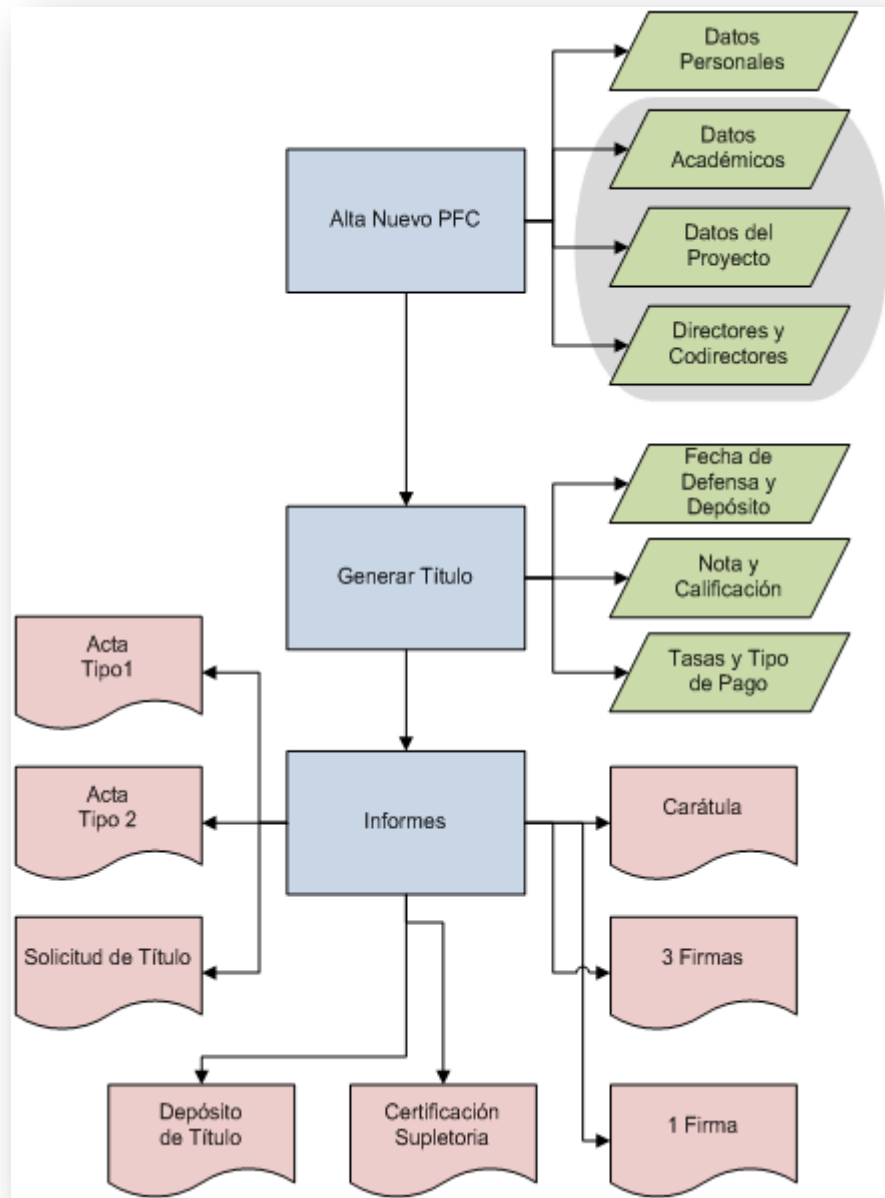 Datos
Personales
Datos
Académicos
Alta Nuevo PFC
Datos del
Proyecto
Directores y
Codirectores
Fecha de
Defensa y
Depósito
Generar Título
Nota y
Calificación
Tasas y Tipo
de Pago
Acta
Tipo1
Acta
Tipo 2
Informes
Carátula
Solicitud de Título
3 Firmas
Depósito
de Título
Certificación
Supletoria
1 Firma